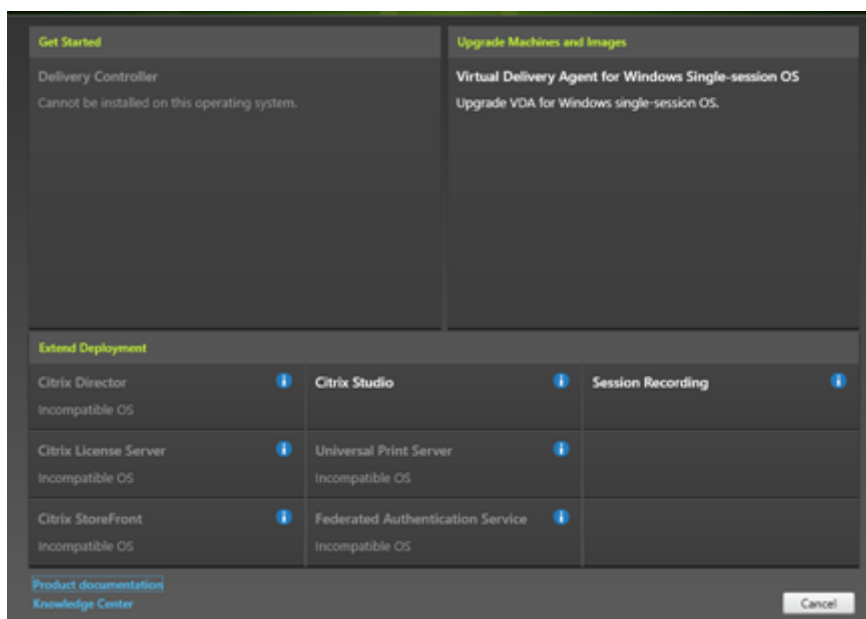 Get Started
Upgrade Machines and Images
Delivery Controller
Cannot be installed on this operating system.
Virtual Delivery Agent for Windows Single-session OS
Upgrade VDA for Windows single-session OS.
Extend Deployment
Citrix Director
Incompatible OS
Citrix Studio
Session Recording
Citrix License Server
Incompatible OS
Universal Print Server
Incompatible OS
Citrix StoreFront
Incompatible OS
Federated Authentication Service
Incompatible OS
Product documentation
Knowledge Center
Cancel